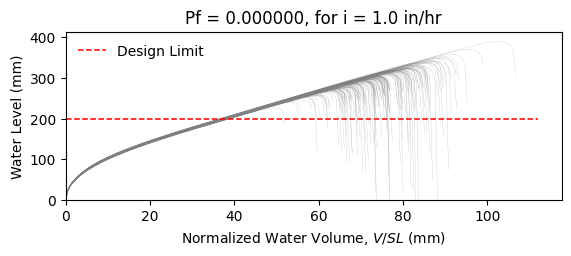 Pf = 0.000000, for i = 1.0 in/hr
400
300
200
100
0
Water Level (mm)
Design Limit
0 20 40 60 80 100
Normalized Water Volume, V/SL (mm)